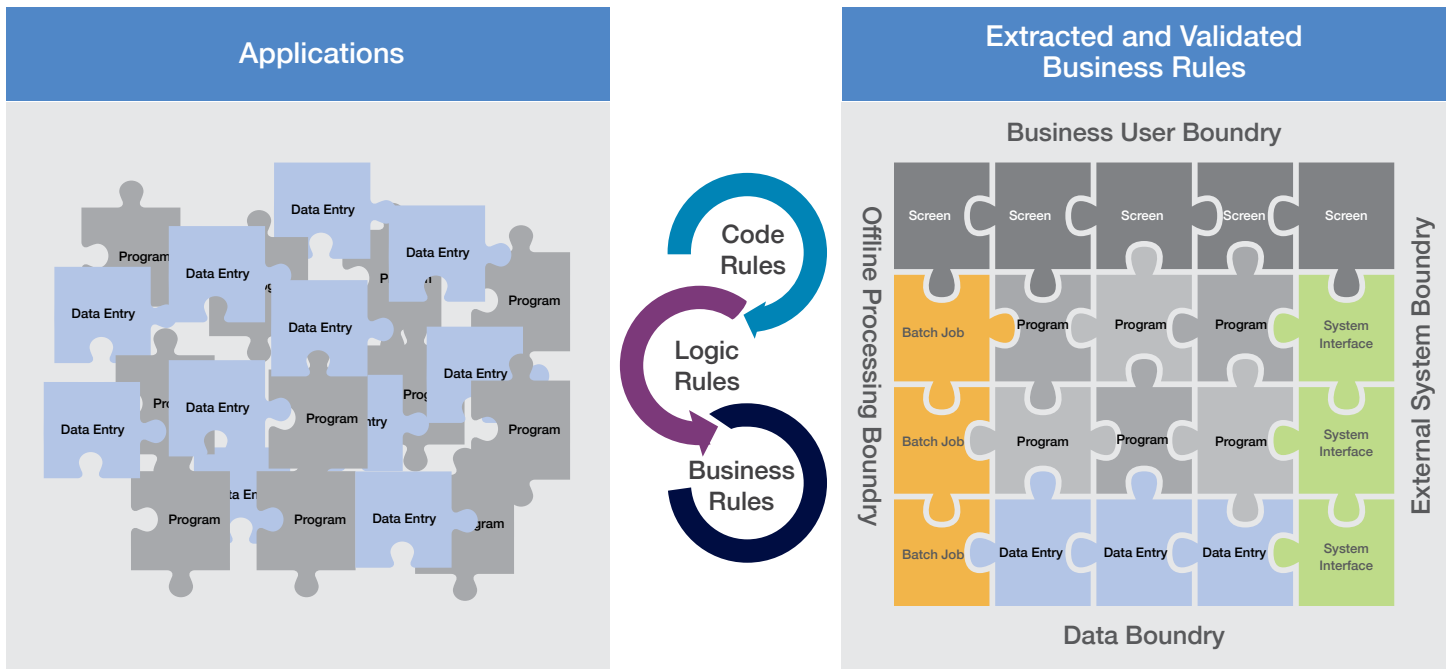 Applications
Data Entry
Data Entry
Program
Data Entry
P
Program
Data Entry
Data Entry
Data Entry
Data Entry
Program
Data Entry
Program
Program
Program
Program
Data Entry
Code
Rules
Logic
Rules
Business
Rules
Extracted and Validated
Business Rules
Business User Boundry
Offline Processing Boundry
External System Boundry
Screen
Screen
Screen
Screen
Screen
Batch Job
Program
Program
Program
System
Interface
Batch Job
Program
Program
Program
System
Interface
Batch Job
Data Entry
Data Entry
Data Entry
System
Interface
Data Boundry